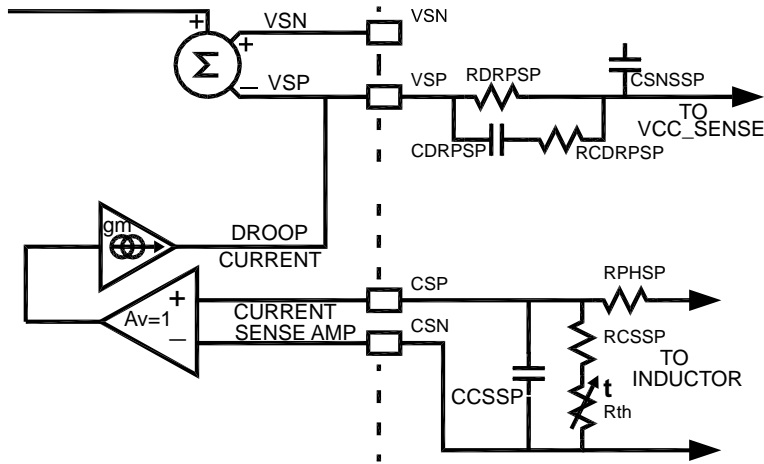 +
VSN
VSN
+
Σ
−
VSP
VSP
RDRPSP
CSNSSP
TO
VCC_SENSE
CDRPSP
RCDRPSP
gm
DROOP
CURRENT
CSP
RPHSP
+
Av=1
CURRENT
SENSE AMP
−
CSN
RCSSP
TO
INDUCTOR
CCSSP
t
Rth